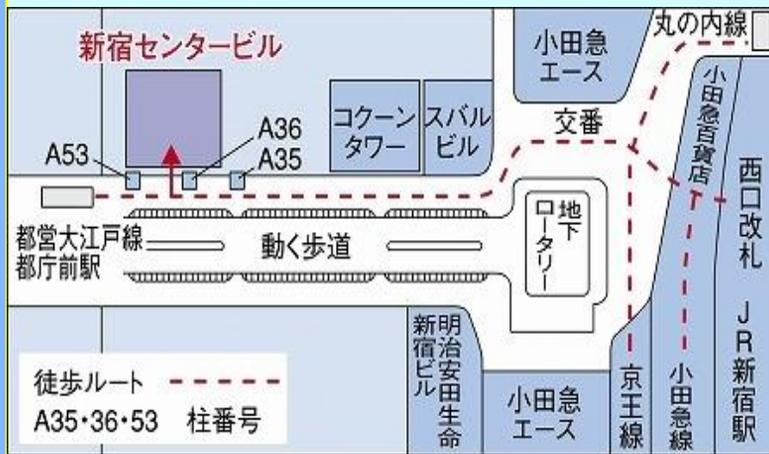 新宿センタービル
A53
A36
A35
コクーン
タワー
スバル
ビル
小田急
エース
交番
丸の内線
小田急百貨店
西口改札 JR新宿駅
都営大江戸線
都庁前駅
動く歩道
地下
ロータリー
明治安田生命
新宿ビル
小田急
エース
京王線
小田急線
徒歩ルート
A35・36・53 柱番号